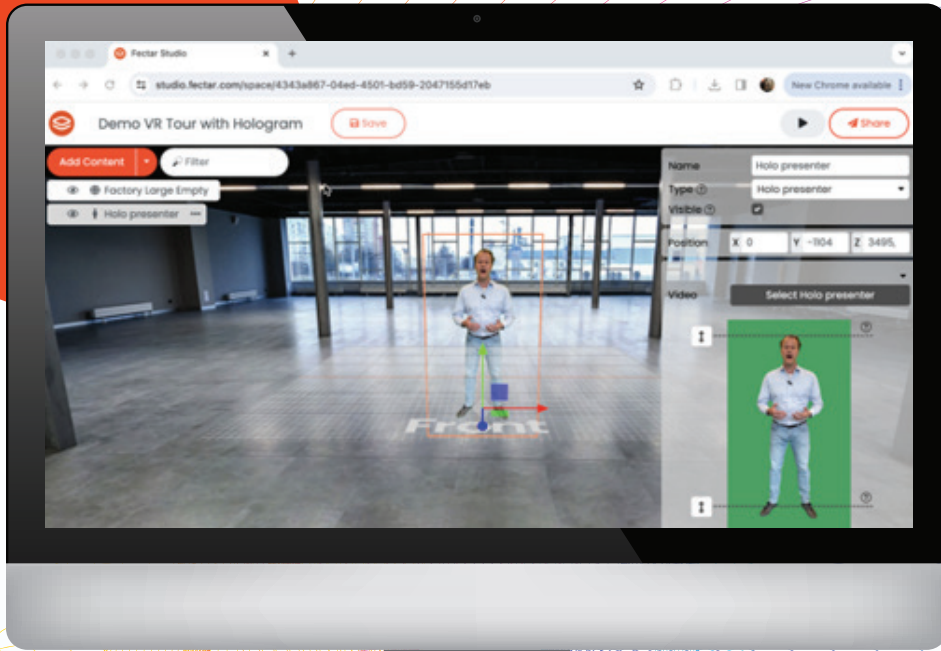 Fectar Studio
studio.fectar.com/space/4343a867-04ed-4501-bd59-2047155d17eb
New Chrome available
Demo VR Tour with Hologram
Save
Share
Add Content
Filter
Factory Large Empty
Holo presenter
Name Holo presenter
Type Holo presenter
Visible
Position X 0 Y -1104 Z 3495,
Video Select Holo presenter
Front